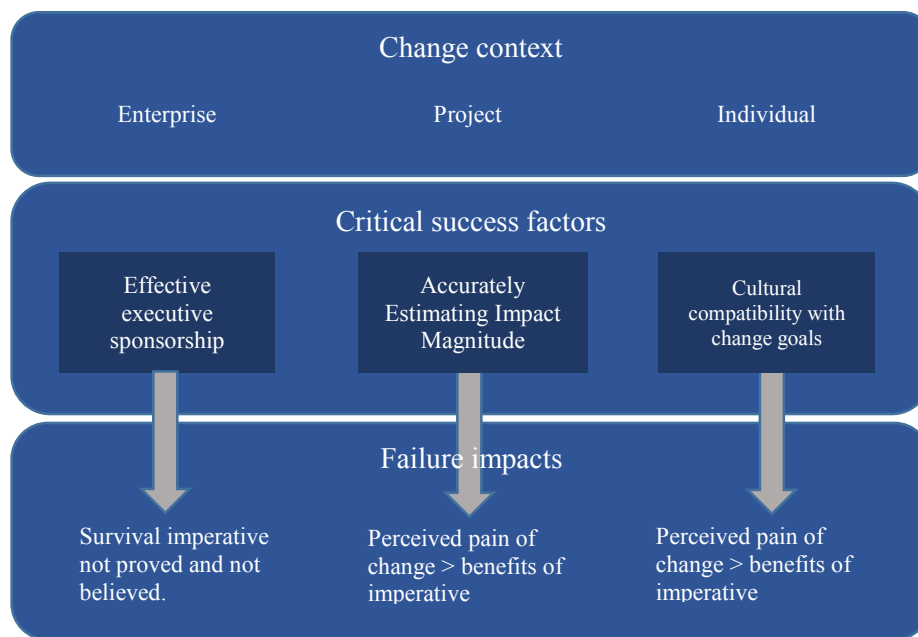 Change context
Enterprise
Project
Individual
Critical success factors
Effective
executive
sponsorship
Accurately
Estimating Impact
Magnitude
Cultural
compatibility with
change goals
Failure impacts
Survival imperative
not proved and not
believed.
Perceived pain of
change > benefits of
imperative
Perceived pain of
change > benefits of
imperative